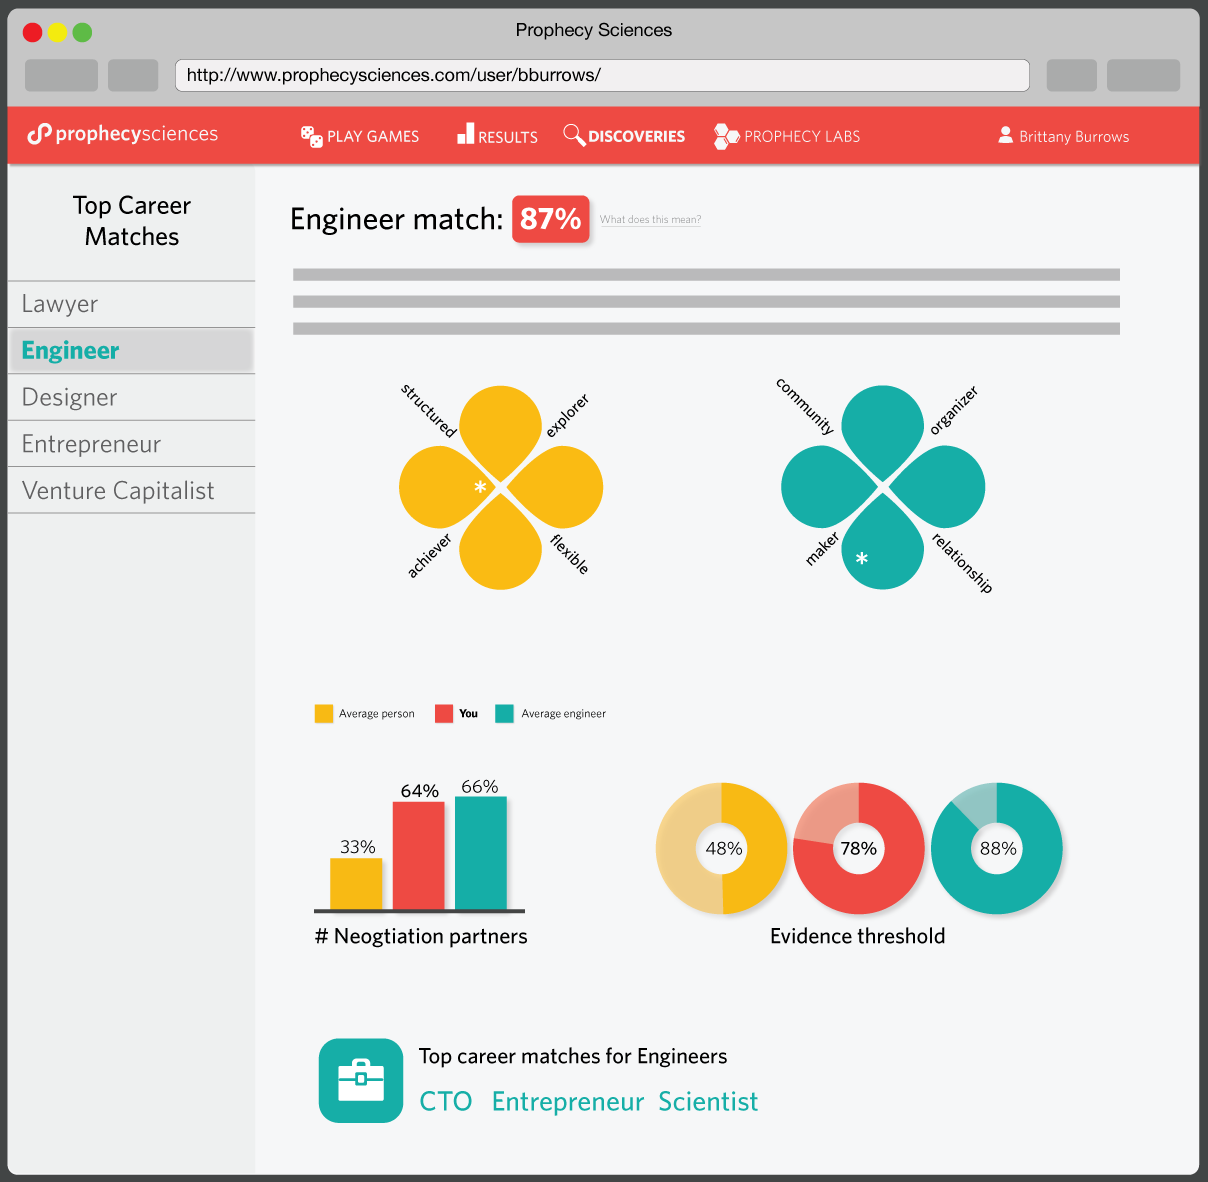 Prophecy Sciences
http://www.prophecysciences.com/user/bburrows/
prophecysciences
PLAY GAMES
RESULTS
DISCOVERIES
PROPHECY LABS
Brittany Burrows
Top Career
Matches
Lawyer
Engineer
Designer
Entrepreneur
Venture Capitalist
Engineer match: 87% What does this mean?
structured
explorer
achiever
*
flexible
community
organizer
maker
*
relationship
Average person
You
Average engineer
33%
64%
66%
# Neogtiation partners
48%
78%
88%
Evidence threshold
Top career matches for Engineers
CTO Entrepreneur Scientist